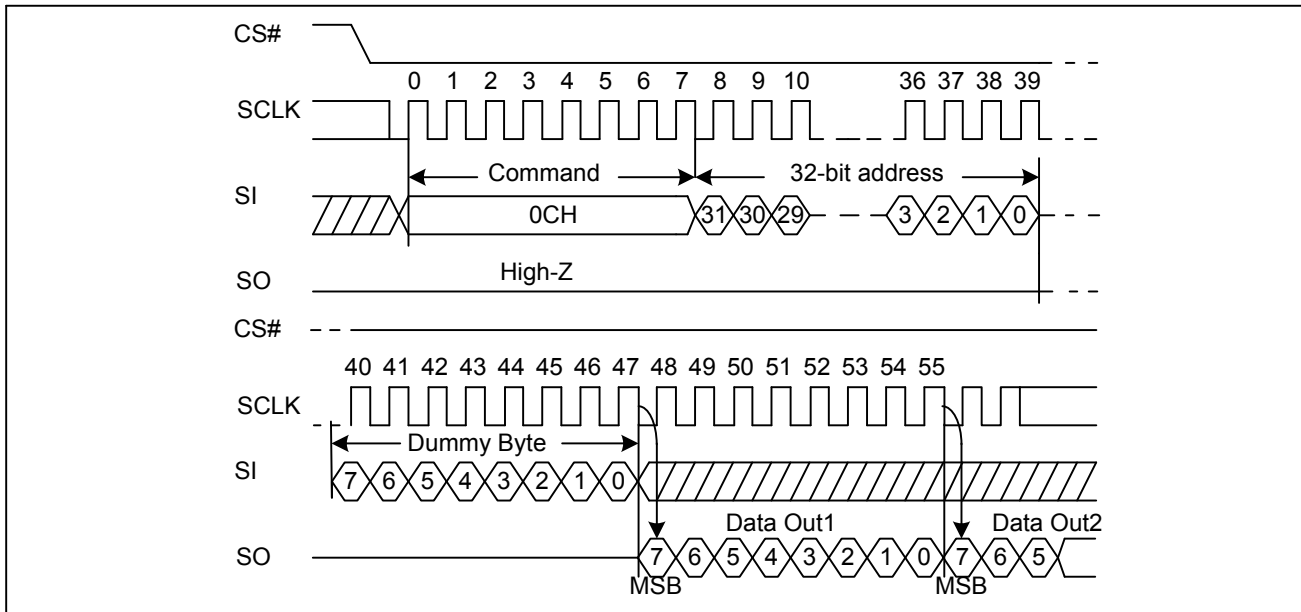 CS#
0 1 2 3 4 5 6 7 8 9 10 36 37 38 39
SCLK
Command 32-bit address
SI
0CH 31 30 29 3 2 1 0
High-Z
SO
CS#
40 41 42 43 44 45 46 47 48 49 50 51 52 53 54 55
SCLK
Dummy Byte
SI
7 6 5 4 3 2 1 0
Data Out1 Data Out2
SO
7 6 5 4 3 2 1 0 7 6 5
MSB MSB